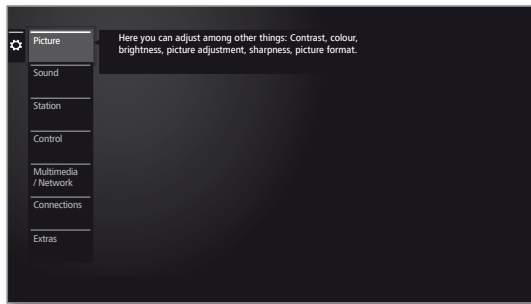 Picture
Here you can adjust among other things: Contrast, colour,
brightness, picture adjustment, sharpness, picture format.
Sound
Station
Control
Multimedia
/ Network
Connections
Extras